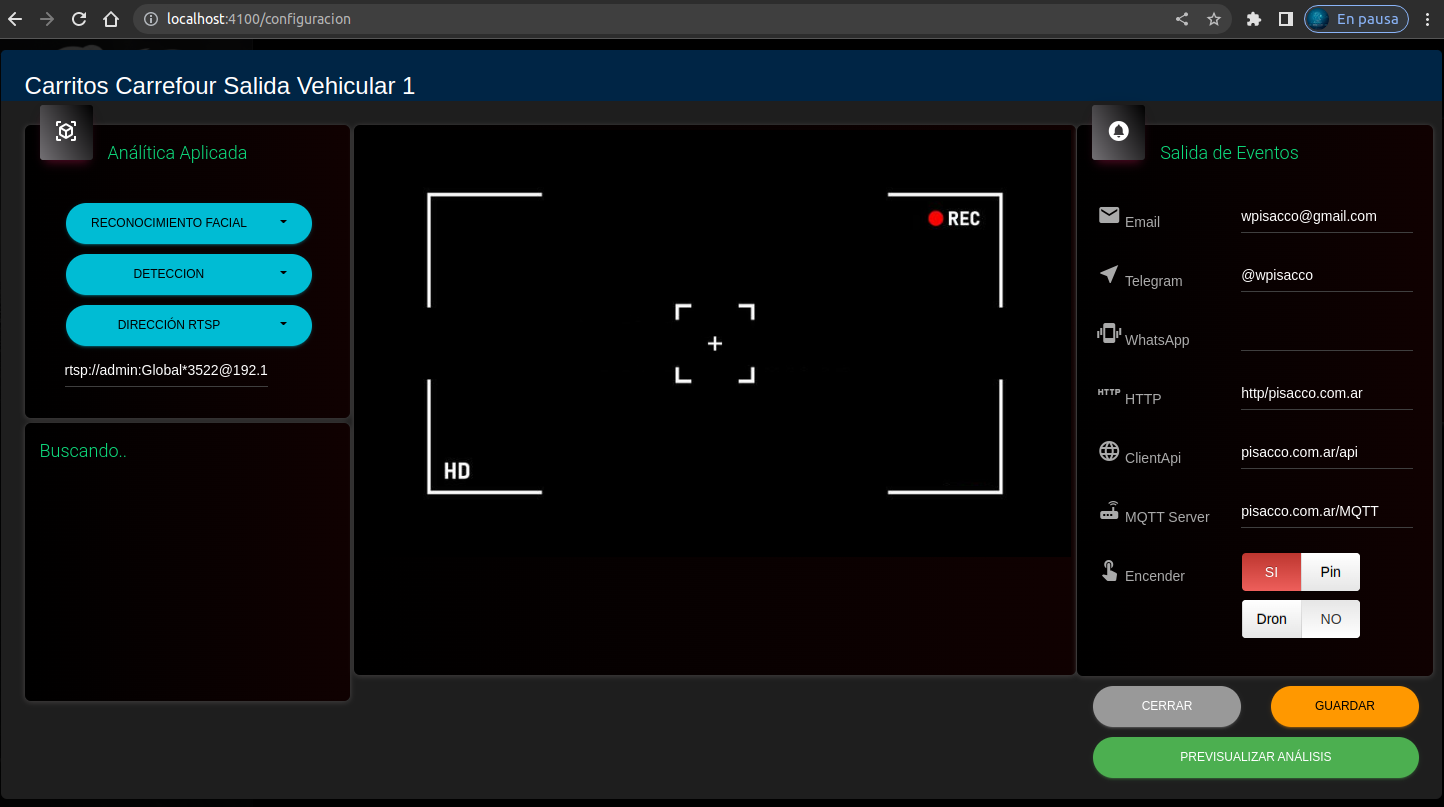 localhost:4100/configuracion
En pausa
Carritos Carrefour Salida Vehicular 1
Análítica Aplicada
RECONOCIMIENTO FACIAL
DETECCION
DIRECCIÓN RTSP
rtsp://admin:Global*3522@192.1
Buscando..
REC
HD
Salida de Eventos
Email wpisacco@gmail.com
Telegram @wpisacco
WhatsApp
HTTP HTTP http/pisacco.com.ar
ClientApi pisacco.com.ar/api
MQTT Server pisacco.com.ar/MQTT
Encender SI Pin
Dron NO
CERRAR GUARDAR
PREVISUALIZAR ANÁLISIS